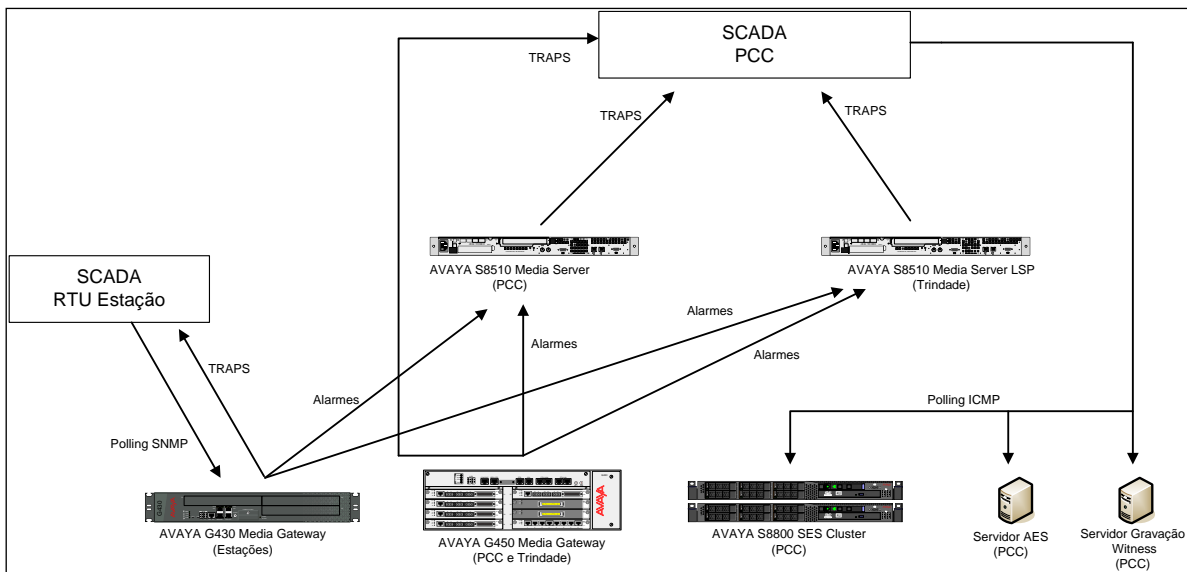 SCADA
PCC
TRAPS
TRAPS
TRAPS
AVAYA S8510 Media Server
(PCC)
AVAYA S8510 Media Server LSP
(Trindade)
SCADA
RTU Estação
Alarmes
Alarmes
Alarmes
TRAPS
Alarmes
Polling ICMP
Polling SNMP
G430
AVAYA
AVAYA G430 Media Gateway
(Estações)
AVAYA G450 Media Gateway
(PCC e Trindade)
AVAYA S8800 SES Cluster
(PCC)
Servidor AES
(PCC)
Servidor Gravação
Witness
(PCC)